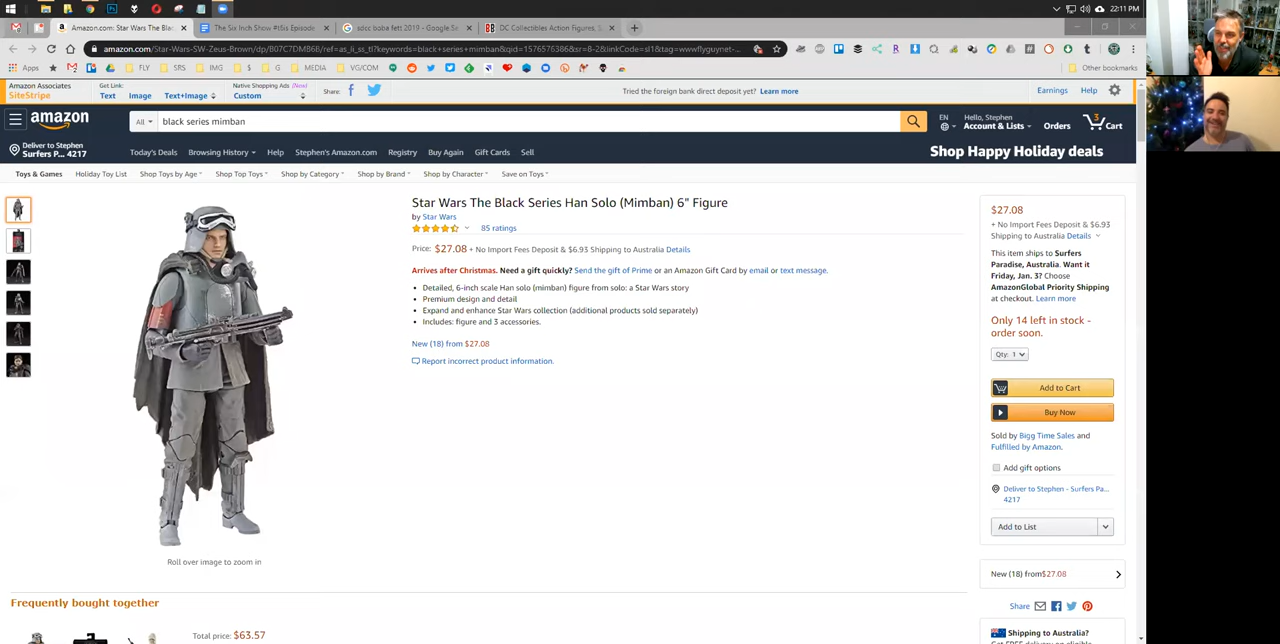 22:11 PM
Amazon.com: Star Wars The Bla
The Six Inch Show #ISis Episode
sdcc boba fett 2019 - Google Se
DC Collectibles Action Figures, S
amazon.com/Star-Wars-SW-Zeus-Brown/dp/B07C7DMB6B/ref=as_li_ss_tl?keywords=black+series+mimban&qid=1576576386&sr=8-2&linkCode=sl1&tag=wwwflyguynet-...
Apps
FLY
SRS
IMG
$
G
MEDIA
VG/COM
Other bookmarks
Amazon Associates
SiteStripe
Get Link:
Text
Image
Text+Image
Native Shopping Ads (New)
Custom
Share:
Tried the foreign bank direct deposit yet? Learn more
Earnings
Help
amazon
All
black series mimban
EN
Hello, Stephen
Account & Lists
Orders
3
Cart
Deliver to Stephen
Surfers P... 4217
Today's Deals
Browsing History
Help
Stephen's Amazon.com
Registry
Buy Again
Gift Cards
Sell
Shop Happy Holiday deals
Toys & Games
Holiday Toy List
Shop Toys by Age
Shop Top Toys
Shop by Category
Shop by Brand
Shop by Character
Save on Toys
Star Wars The Black Series Han Solo (Mimban) 6" Figure
by Star Wars
85 ratings
Price: $27.08 + No Import Fees Deposit & $6.93 Shipping to Australia Details
Arrives after Christmas. Need a gift quickly? Send the gift of Prime or an Amazon Gift Card by email or text message.
• Detailed, 6-inch scale Han solo (mimban) figure from solo: a Star Wars story
• Premium design and detail
• Expand and enhance Star Wars collection (additional products sold separately)
• Includes: figure and 3 accessories.
New (18) from $27.08
Report incorrect product information.
Roll over image to zoom in
$27.08
+ No Import Fees Deposit & $6.93
Shipping to Australia Details
This item ships to Surfers
Paradise, Australia. Want it
Friday, Jan. 3? Choose
AmazonGlobal Priority Shipping
at checkout. Learn more
Only 14 left in stock -
order soon.
Qty: 1
Add to Cart
Buy Now
Sold by Bigg Time Sales and
Fulfilled by Amazon.
Add gift options
Deliver to Stephen - Surfers Pa...
4217
Add to List
New (18) from $27.08
Share
Shipping to Australia?
Get FREE delivery on eligible
Frequently bought together
Total price: $63.57